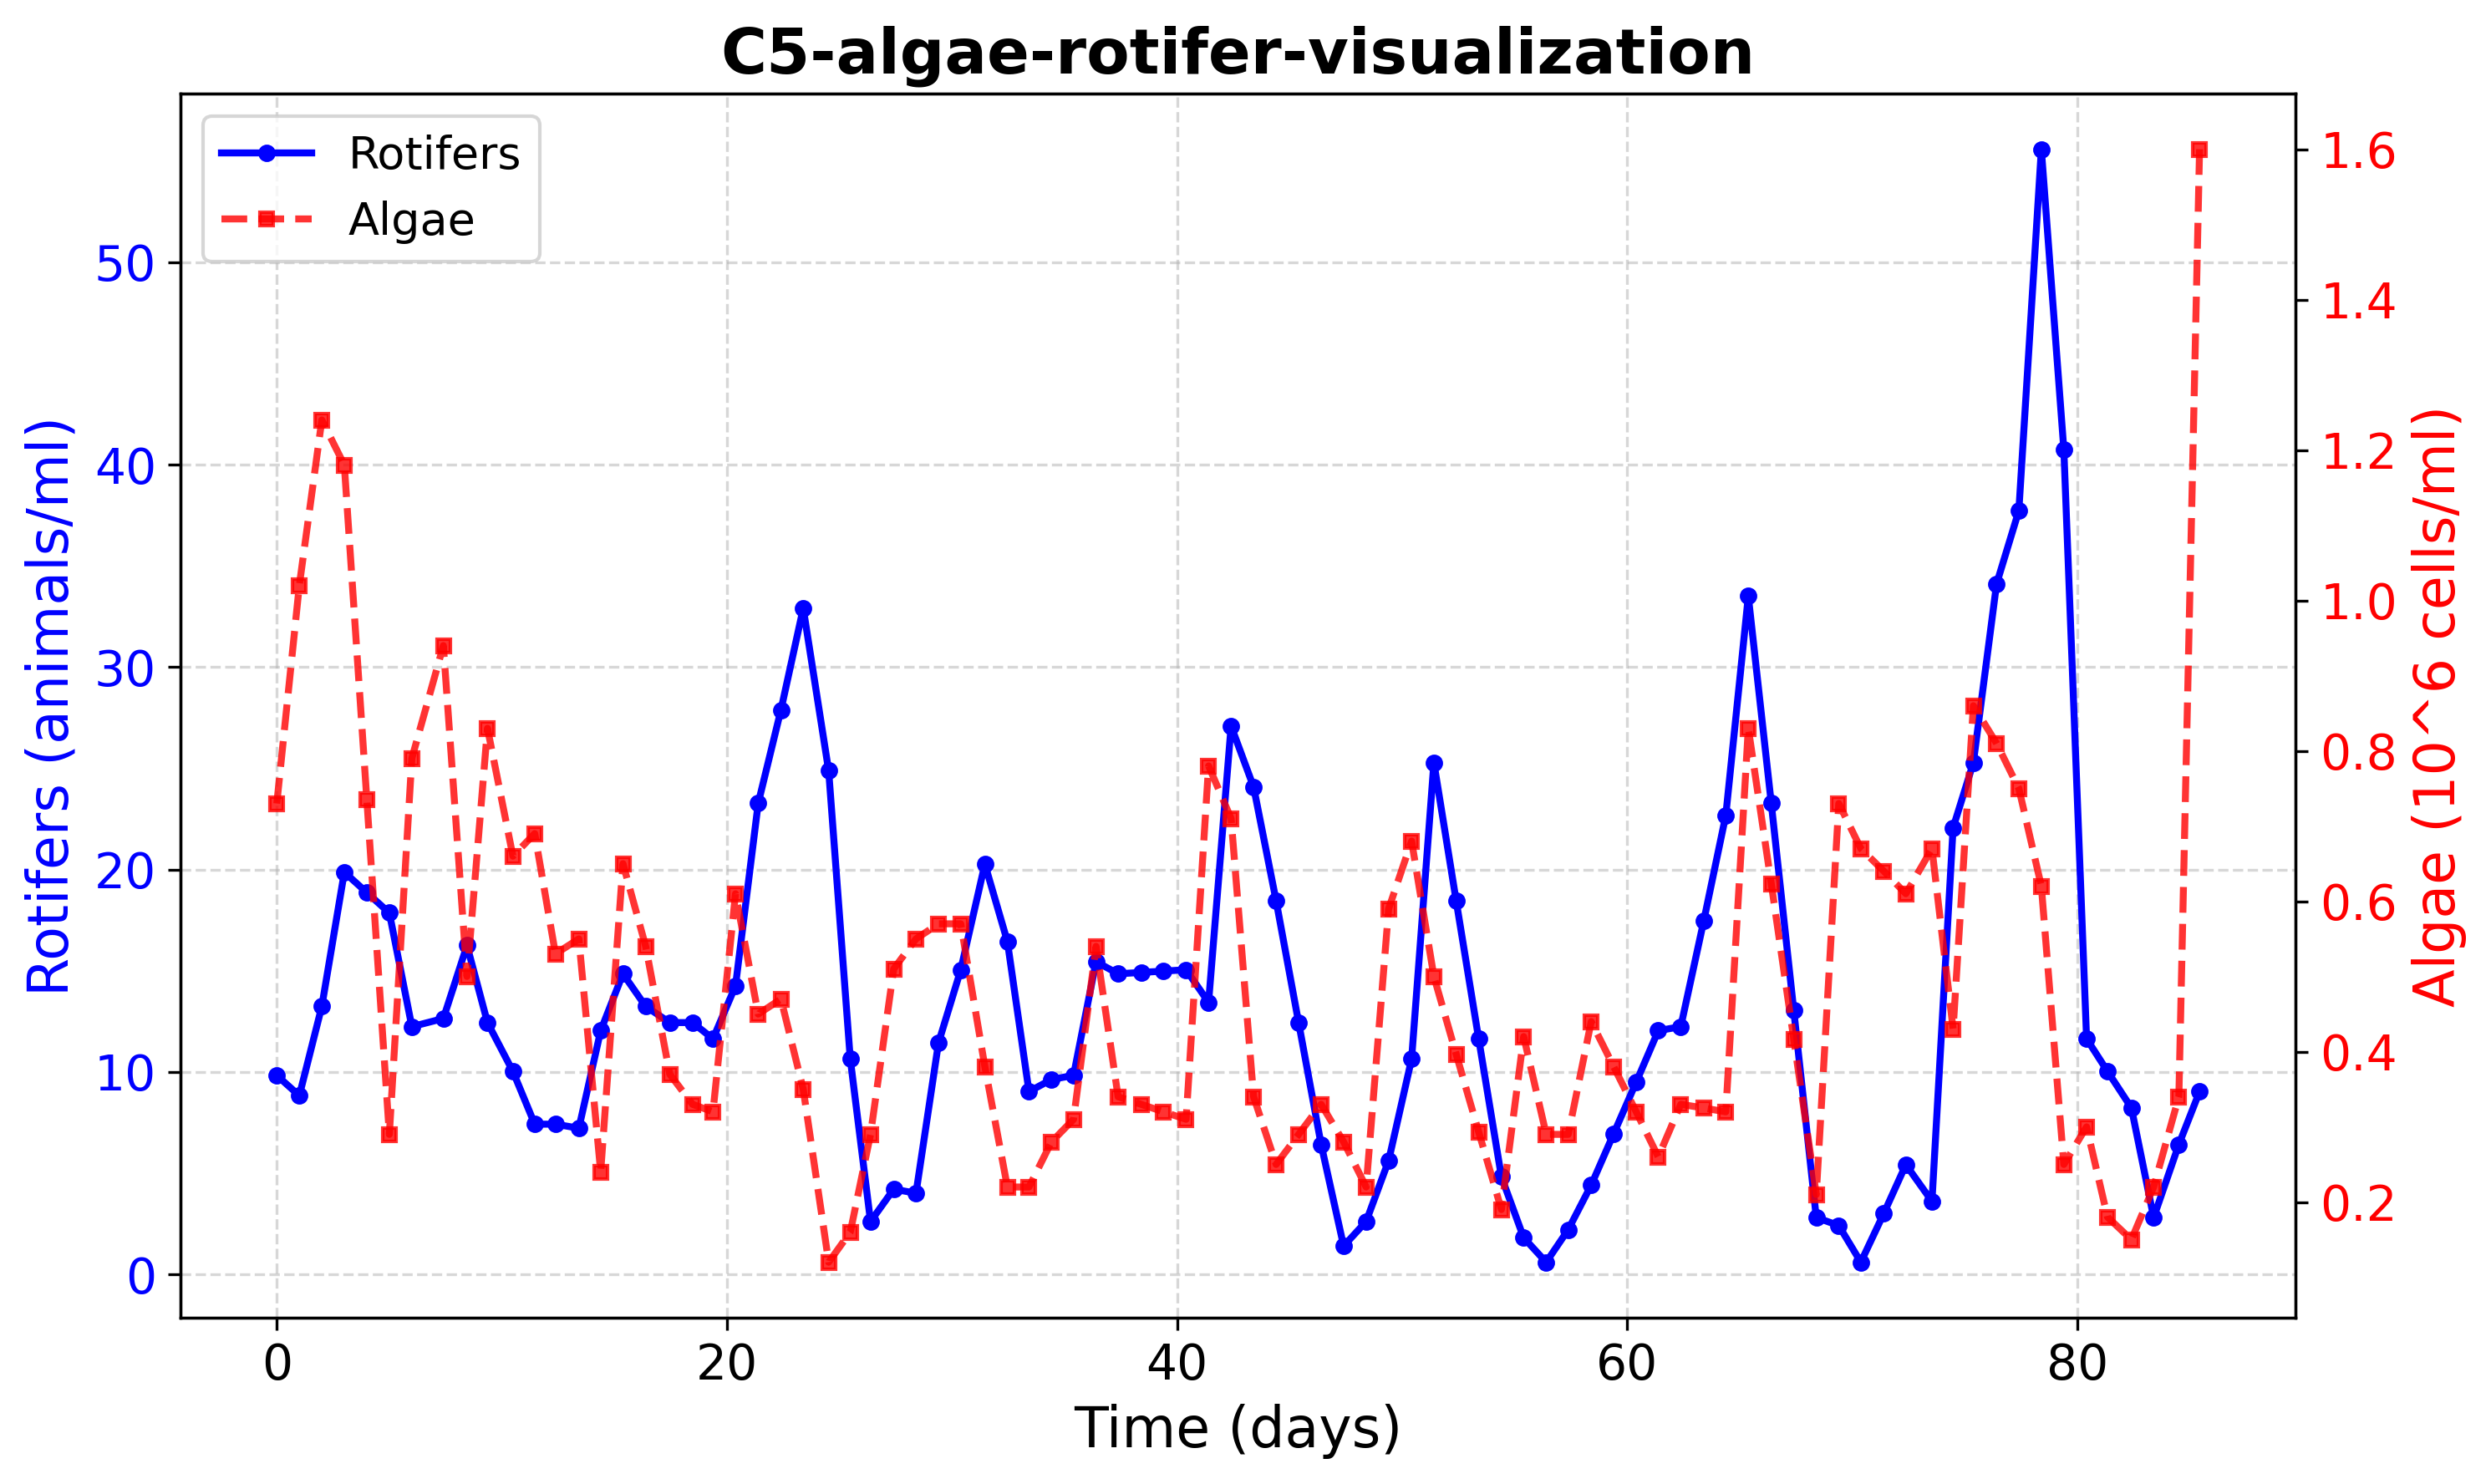 C5-algae-rotifer-visualization
Rotifers
Algae
Rotifers (animals/ml)
50
40
30
20
10
0
1.6
1.4
1.2
1.0
0.8
0.6
0.4
0.2
Algae (10^6 cells/ml)
0 20 40 60 80
Time (days)